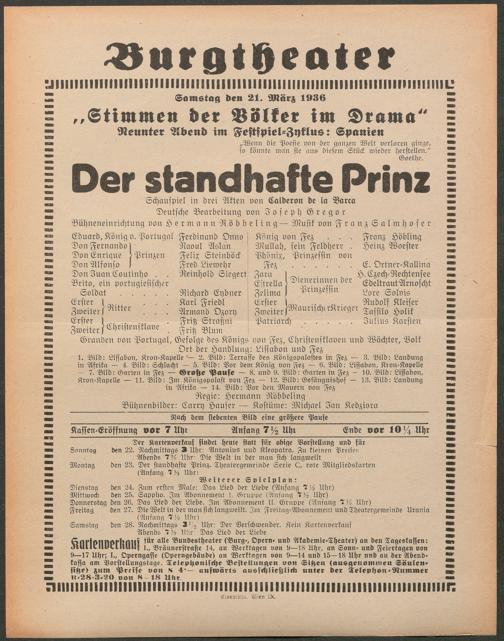 Burgtheater
Samstag den 21. März 1936
„Stimmen der Völker im Drama“
Neunter Abend im Festspiel-Zyklus: Spanien
„Wenn die Poesie von der ganzen Welt verloren ginge,
so könnte man sie aus diesem Stück wieder herstellen.“
Goethe.
Der standhafte Prinz
Schauspiel in drei Akten von Calderon de la Barca
Deutsche Bearbeitung von Joseph Gregor
Bühneneinrichtung von Hermann Röbbeling — Musik von Franz Salmhofer
Eduard, König v. Portugal Ferdinand Onno
Don Fernando Raoul Aslan
Don Enrique Prinzen Felix Steinböck
Don Alfonso Fred Liewehr
Don Juan Coutinho . . Reinhold Siegert
Brito, ein portugiesischer
Soldat . . . . . Richard Eybner
Erster Karl Friedl
Zweiter Ritter . . . . Armand Ozory
Erster Fritz Strassni
Zweiter Christensklave . . Fritz Blum
König von Fez . . . Franz Höbling
Mullah, sein Feldherr . Heinz Woester
Phönix, Prinzessin von
Fez . . . . . E. Ortner-Kallina
Zara H. Czech-Rechtensee
Estrella Dienerinnen der Prinzessin Edeltraut Arnoscht
Zelima Lore Solvis
Erster Rudolf Kleiser
Zweiter Maurischer Krieger Tassilo Holik
Patriarch . . . . Julius Karsten
Granden von Portugal, Gefolge des Königs von Fez, Christensklaven und Wächter, Volk
Ort der Handlung: Lissabon und Fez
1. Bild: Lissabon, Kron-Kapelle — 2. Bild: Terrasse des Königspalastes in Fez — 3. Bild: Landung
in Afrika — 4. Bild: Schlacht — 5. Bild: Vor dem König von Fez — 6. Bild: Lissabon, Kron-Kapelle
— 7. Bild: Garten in Fez — Große Pause — 8. und 9. Bild: Garten in Fez — 10. Bild: Lissabon,
Kron-Kapelle — 11. Bild: Im Königspalast von Fez — 12. Bild: Gefängnishof — 13. Bild: Landung
in Afrika — 14. Bild: Vor den Mauern von Fez
Regie: Hermann Röbbeling
Bühnenbilder: Carry Hauser — Kostüme: Michael Jan Kedziora
Nach dem siebenten Bild eine größere Pause
Kassen-Eröffnung vor 7 Uhr Anfang 7½ Uhr Ende vor 10¼ Uhr
Der Kartenverkauf findet heute statt für obige Vorstellung und für
Sonntag den 22. Nachmittags 3 Uhr: Antonius und Kleopatra. Zu kleinen Preisen
Abends 7½ Uhr: Die Welt in der man sich langweilt
Montag den 23. Der standhafte Prinz. Theatergemeinde Serie C, rote Mitgliedskarten
(Anfang 7½ Uhr)
Weiterer Spielplan:
Dienstag den 24. Zum ersten Male: Das Lied der Liebe (Anfang 7½ Uhr)
Mittwoch den 25. Sappho. Im Abonnement I. Gruppe (Anfang 7½ Uhr)
Donnerstag den 26. Das Lied der Liebe. Im Abonnement II. Gruppe (Anfang 7½ Uhr)
Freitag den 27. Die Welt in der man sich langweilt. Im Freitag-Abonnement und Theatergemeinde Urania
(Anfang 7½ Uhr)
Samstag den 28. Nachmittags 3½ Uhr: Der Verschwender. Kein Kartenverkauf
Abends 7½ Uhr: Das Lied der Liebe
Kartenverkauf für alle Bundestheater (Burg-, Opern- und Akademie-Theater) an den Tageskassen:
I., Bräunerstraße 14, an Werktagen von 9—18 Uhr, an Sonn- und Feiertagen von
9—17 Uhr; I., Operngasse (Operngebäude) an Werktagen von 9—14 und 15—18 Uhr und an der Abend-
kassa am Vorstellungstage. Telephonische Bestellungen von Sitzen (ausgenommen Säulen-
sitze) zum Preise von S 4·— aufwärts ausschließlich unter der Telephon-Nummer
R-28-3-20 von 8—18 Uhr.